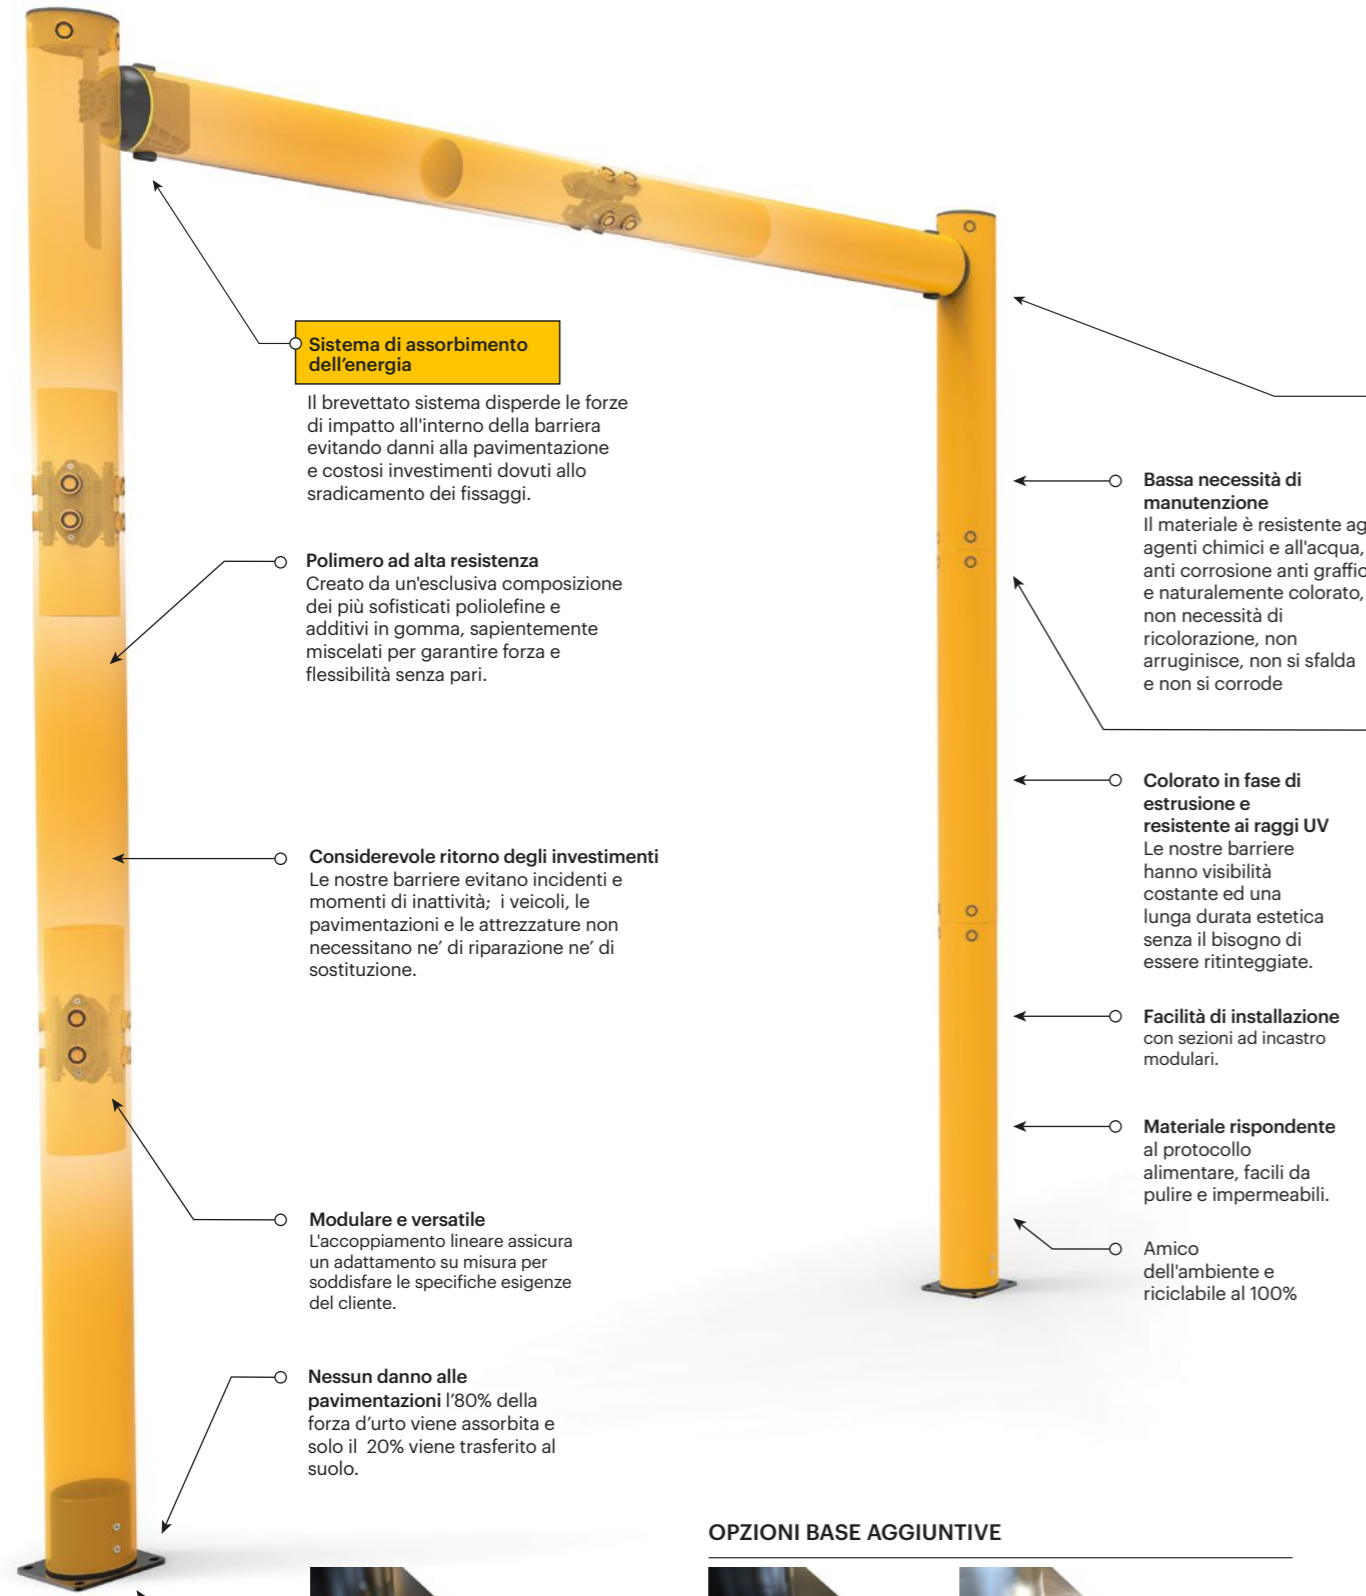 Sistema di assorbimento
dell'energia
Il brevettato sistema disperde le forze
di impatto all'interno della barriera
evitando danni alla pavimentazione
e costosi investimenti dovuti allo
sradicamento dei fissaggi.
Polimero ad alta resistenza
Creato da un'esclusiva composizione
dei più sofisticati poliolefine e
additivi in gomma, sapientemente
miscelati per garantire forza e
flessibilità senza pari.
Considerevole ritorno degli investimenti
Le nostre barriere evitano incidenti e
momenti di inattività; i veicoli, le
pavimentazioni e le attrezzature non
necessitano ne' di riparazione ne' di
sostituzione.
Modulare e versatile
L'accoppiamento lineare assicura
un adattamento su misura per
soddisfare le specifiche esigenze
del cliente.
Nessun danno alle
pavimentazioni l'80% della
forza d'urto viene assorbita e
solo il 20% viene trasferito al
suolo.
Bassa necessità di
manutenzione
Il materiale è resistente ag
agenti chimici e all'acqua,
anti corrosione anti graffio
e naturalemente colorato,
non necessità di
ricolorazione, non
arruginisce, non si sfalda
e non si corrode
Colorato in fase di
estrusione e
resistente ai raggi UV
Le nostre barriere
hanno visibilità
costante ed una
lunga durata estetica
senza il bisogno di
essere ritinteggiate.
Facilità di installazione
con sezioni ad incastro
modulari.
Materiale rispondente
al protocollo
alimentare, facili da
pulire e impermeabili.
Amico
dell'ambiente e
riciclabile al 100%
OPZIONI BASE AGGIUNTIVE